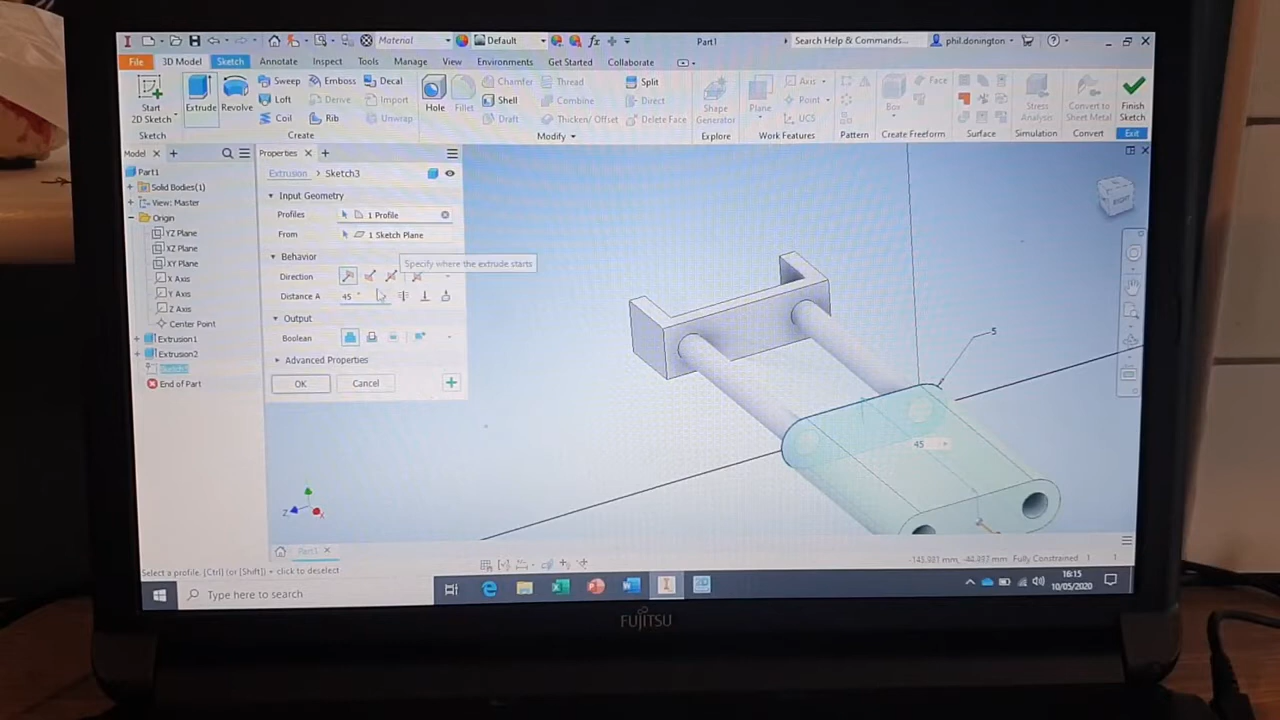 Material
Default
fx
Part1
Search Help & Commands...
phil.donington
File
3D Model
Sketch
Annotate
Inspect
Tools
Manage
View
Environments
Get Started
Collaborate
Start
2D Sketch
Extrude
Revolve
Sweep
Emboss
Decal
Loft
Derive
Import
Coil
Rib
Unwrap
Hole
Fillet
Chamfer
Thread
Split
Shell
Combine
Direct
Draft
Thicken/ Offset
Delete Face
Shape
Generator
Plane
Axis
Point
UCS
Box
Face
Stress
Analysis
Convert to
Sheet Metal
Finish
Sketch
Sketch
Create
Modify
Explore
Work Features
Pattern
Create Freeform
Surface
Simulation
Convert
Exit
Model
Part1
Solid Bodies(1)
View: Master
Origin
YZ Plane
XZ Plane
XY Plane
X Axis
Y Axis
Z Axis
Center Point
Extrusion1
Extrusion2
Sketch3
End of Part
Properties
Extrusion > Sketch3
Input Geometry
Profiles
1 Profile
From
1 Sketch Plane
Specify where the extrude starts
Behavior
Direction
Distance A
45
Output
Boolean
Advanced Properties
OK
Cancel
RIGHT
5
45
Z
X
Part1
Select a profile. [Ctrl] (or [Shift]) + click to deselect
Fully Constrained
1
1
Type here to search
16:15
10/05/2020
FUJITSU